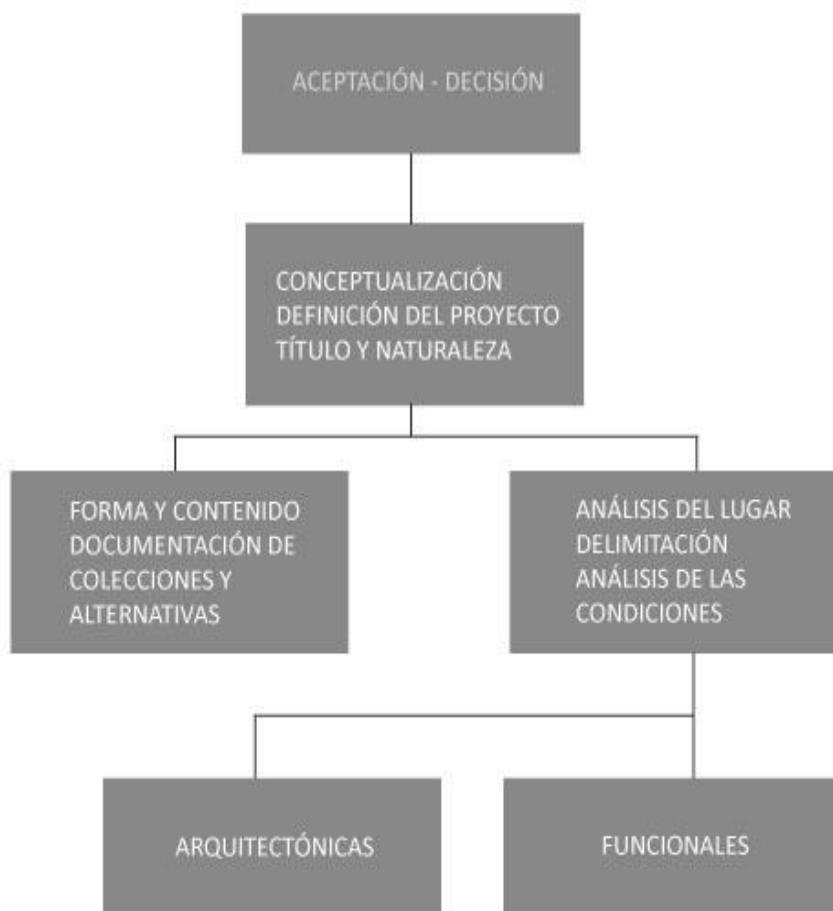 ACEPTACIÓN - DECISIÓN
CONCEPTUALIZACIÓN
DEFINICIÓN DEL PROYECTO
TÍTULO Y NATURALEZA
FORMA Y CONTENIDO
DOCUMENTACIÓN DE
COLECCIONES Y
ALTERNATIVAS
ANÁLISIS DEL LUGAR
DELIMITACIÓN
ANÁLISIS DE LAS
CONDICIONES
ARQUITECTÓNICAS
FUNCIONALES